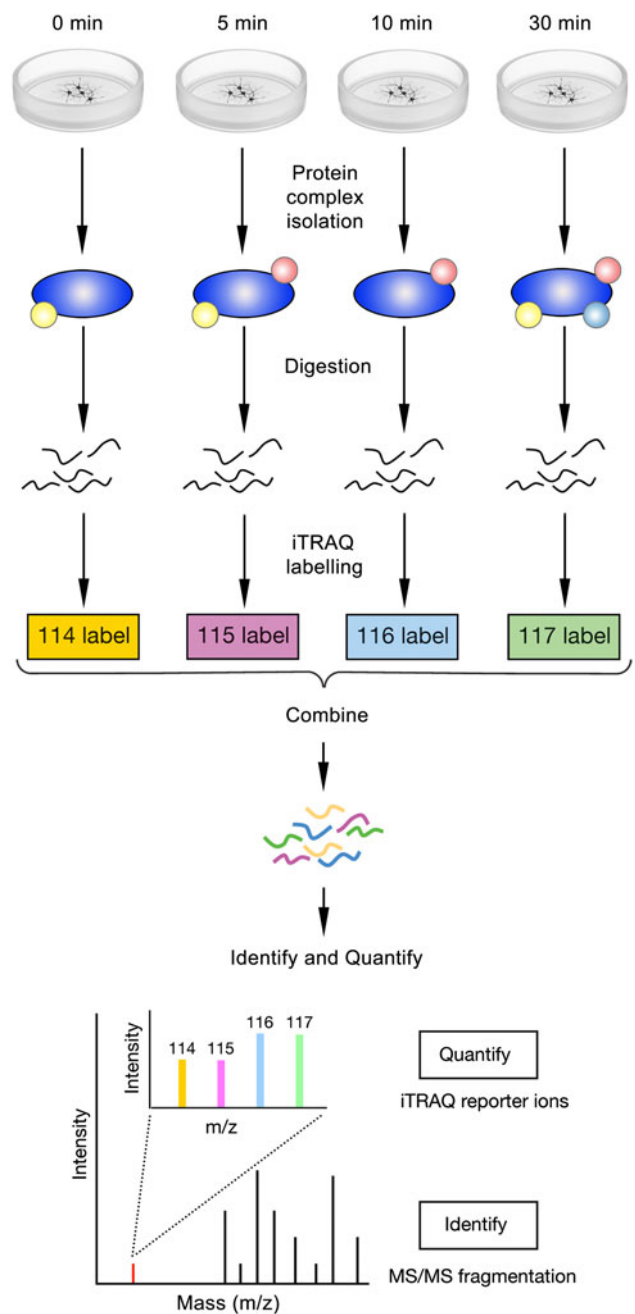 0 min
5 min
10 min
30 min
Protein
complex
isolation
Digestion
iTRAQ
labelling
114 label
115 label
116 label
117 label
Combine
Identify and Quantify
Intensity
114
115
116
117
m/z
Quantify
iTRAQ reporter ions
Intensity
Identify
MS/MS fragmentation
Mass (m/z)